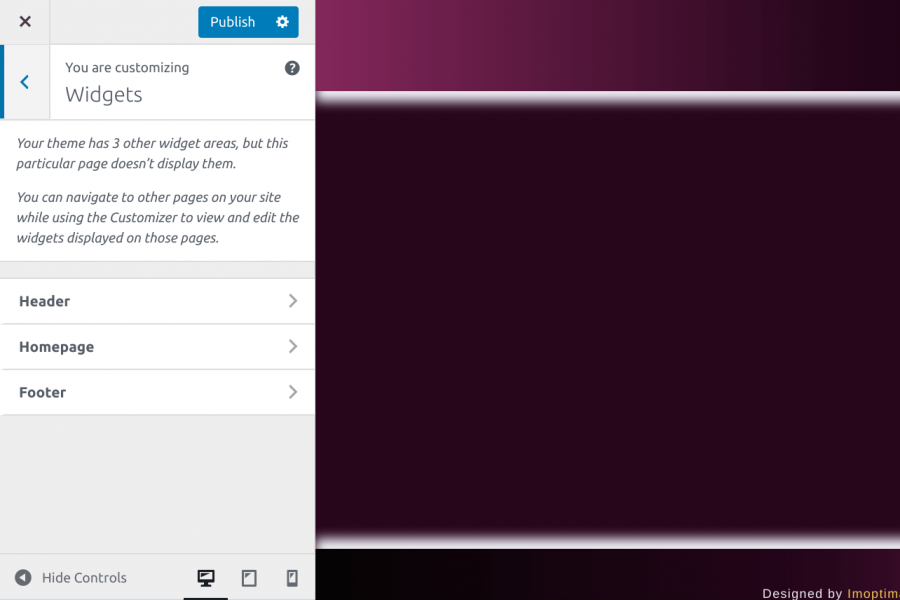 Publish
You are customizing
Widgets
Your theme has 3 other widget areas, but this
particular page doesn’t display them.
You can navigate to other pages on your site
while using the Customizer to view and edit the
widgets displayed on those pages.
Header
Homepage
Footer
Hide Controls
Designed by